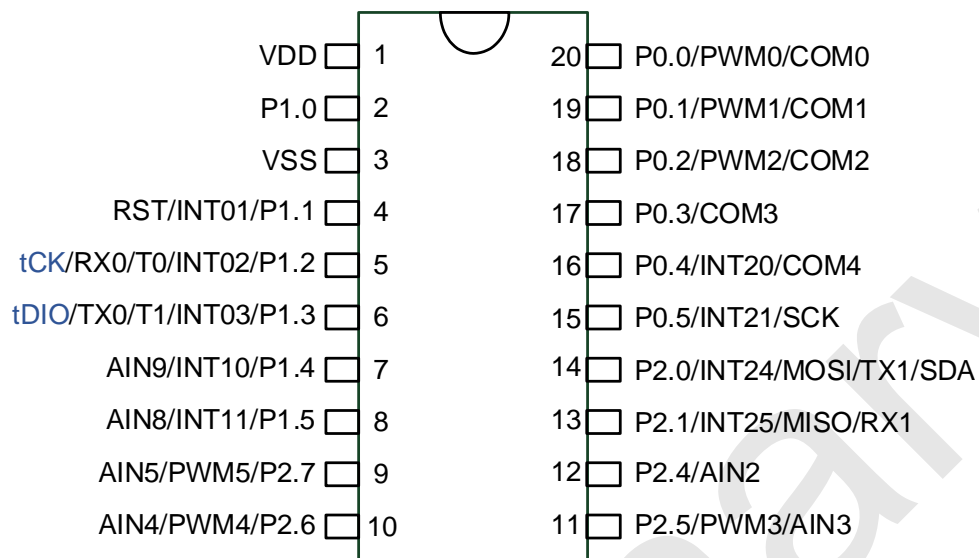 VDD 1 20 P0.0/PWM0/COM0
P1.0 2 19 P0.1/PWM1/COM1
VSS 3 18 P0.2/PWM2/COM2
RST/INT01/P1.1 4 17 P0.3/COM3
tCK/RX0/T0/INT02/P1.2 5 16 P0.4/INT20/COM4
tDIO/TX0/T1/INT03/P1.3 6 15 P0.5/INT21/SCK
AIN9/INT10/P1.4 7 14 P2.0/INT24/MOSI/TX1/SDA
AIN8/INT11/P1.5 8 13 P2.1/INT25/MISO/RX1
AIN5/PWM5/P2.7 9 12 P2.4/AIN2
AIN4/PWM4/P2.6 10 11 P2.5/PWM3/AIN3